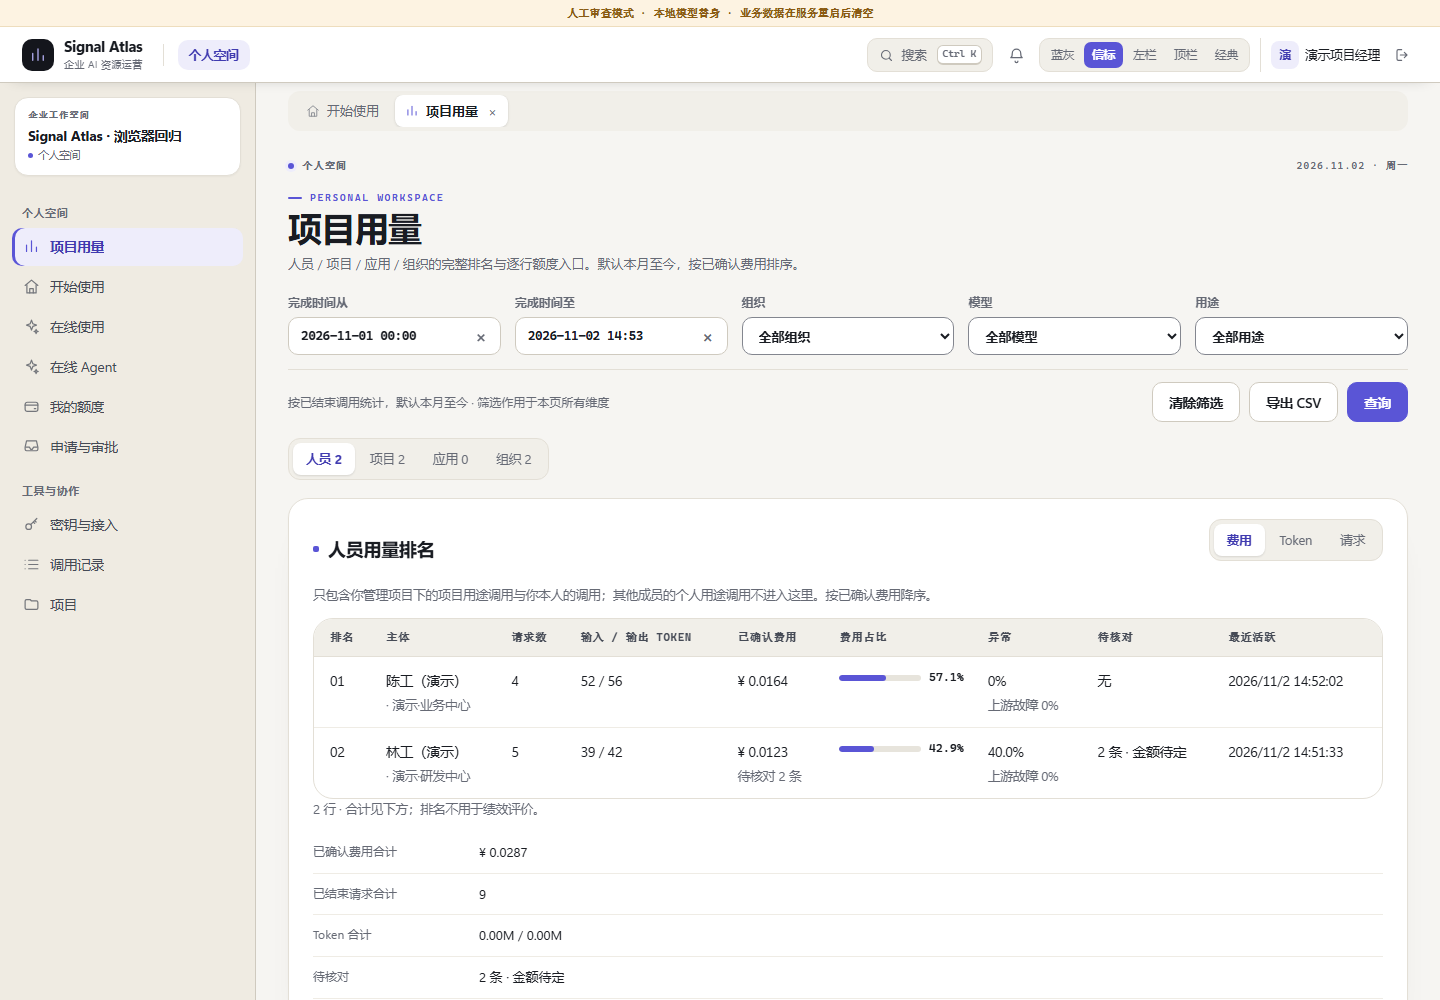 人工审查模式 · 本地模型替身 · 业务数据在服务重启后清空
Signal Atlas
企业 AI 资源运营
个人空间
搜索 Ctrl K
蓝灰 信标 左栏 顶栏 经典
演 演示项目经理
企业工作空间
Signal Atlas · 浏览器回归
个人空间
个人空间
项目用量
开始使用
在线使用
在线 Agent
我的额度
申请与审批
工具与协作
密钥与接入
调用记录
项目
开始使用 项目用量 ×
个人空间 2026.11.02 · 周一
PERSONAL WORKSPACE
项目用量
人员 / 项目 / 应用 / 组织的完整排名与逐行额度入口。默认本月至今，按已确认费用排序。
完成时间从 完成时间至 组织 模型 用途
2026-11-01 00:00 × 2026-11-02 14:53 × 全部组织 全部模型 全部用途
按已结束调用统计，默认本月至今 · 筛选作用于本页所有维度 清除筛选 导出 CSV 查询
人员 2 项目 2 应用 0 组织 2
人员用量排名 费用 Token 请求
只包含你管理项目下的项目用途调用与你本人的调用；其他成员的个人用途调用不进入这里。按已确认费用降序。
排名 主体 请求数 输入 / 输出 TOKEN 已确认费用 费用占比 异常 待核对 最近活跃
01 陈工（演示） 4 52 / 56 ¥ 0.0164 57.1% 0% 无 2026/11/2 14:52:02
· 演示业务中心 上游故障 0%
02 林工（演示） 5 39 / 42 ¥ 0.0123 42.9% 40.0% 2 条 · 金额待定 2026/11/2 14:51:33
· 演示研发中心 待核对 2 条 上游故障 0%
2 行 · 合计见下方；排名不用于绩效评价。
已确认费用合计 ¥ 0.0287
已结束请求合计 9
Token 合计 0.00M / 0.00M
待核对 2 条 · 金额待定